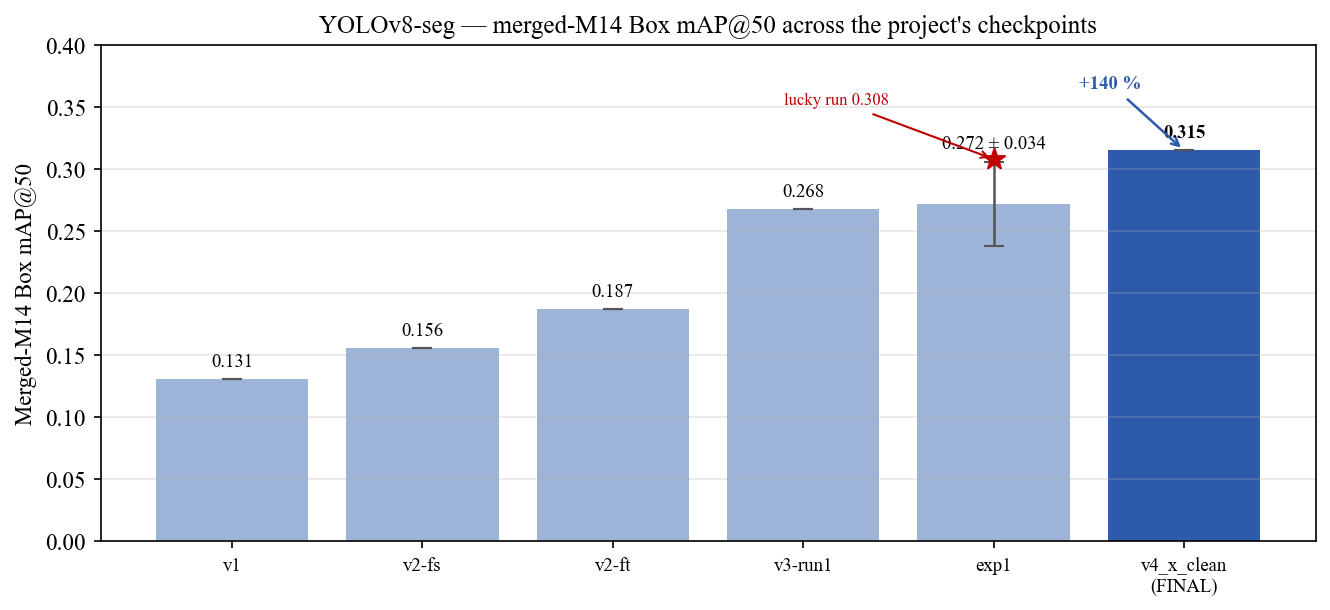 YOLOv8-seg — merged-M14 Box mAP@50 across the project's checkpoints
Merged-M14 Box mAP@50
0.40
0.35
0.30
0.25
0.20
0.15
0.10
0.05
0.00
0.131
0.156
0.187
0.268
0.272 ± 0.034
0.315
lucky run 0.308
+140 %
v1
v2-fs
v2-ft
v3-run1
exp1
v4_x_clean
(FINAL)